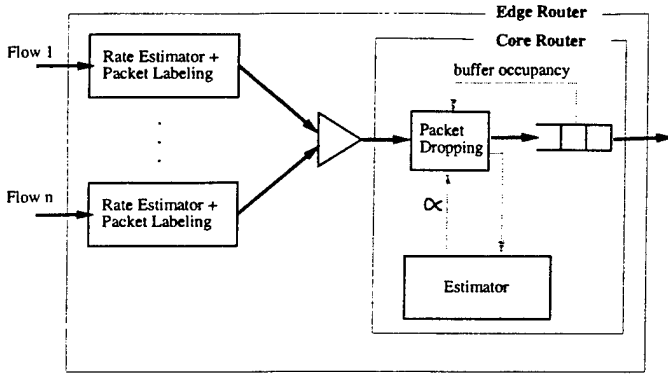 Edge Router
Core Router
Flow 1
Rate Estimator +
Packet Labeling
buffer occupancy
Packet
Dropping
Flow n
Rate Estimator +
Packet Labeling
∝
Estimator